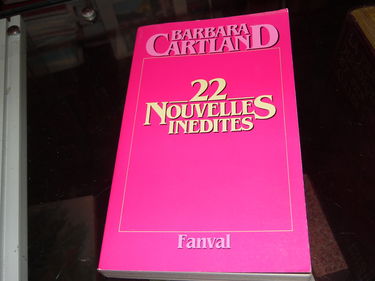 BARBARA
CARTLAND
22
NOUVELLES
INEDITES
Fanval